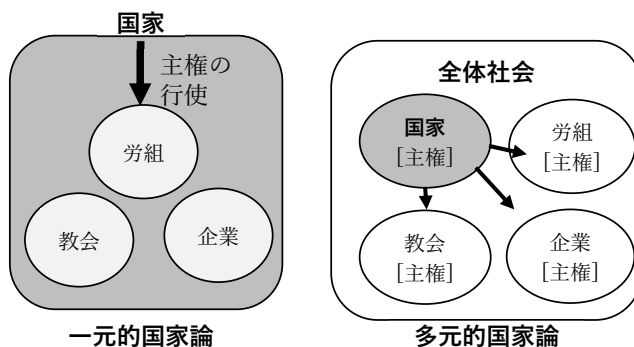 国家
主権の
行使
労組
教会
企業
一元的国家論
全体社会
国家
[主権]
労組
[主権]
教会
[主権]
企業
[主権]
多元的国家論